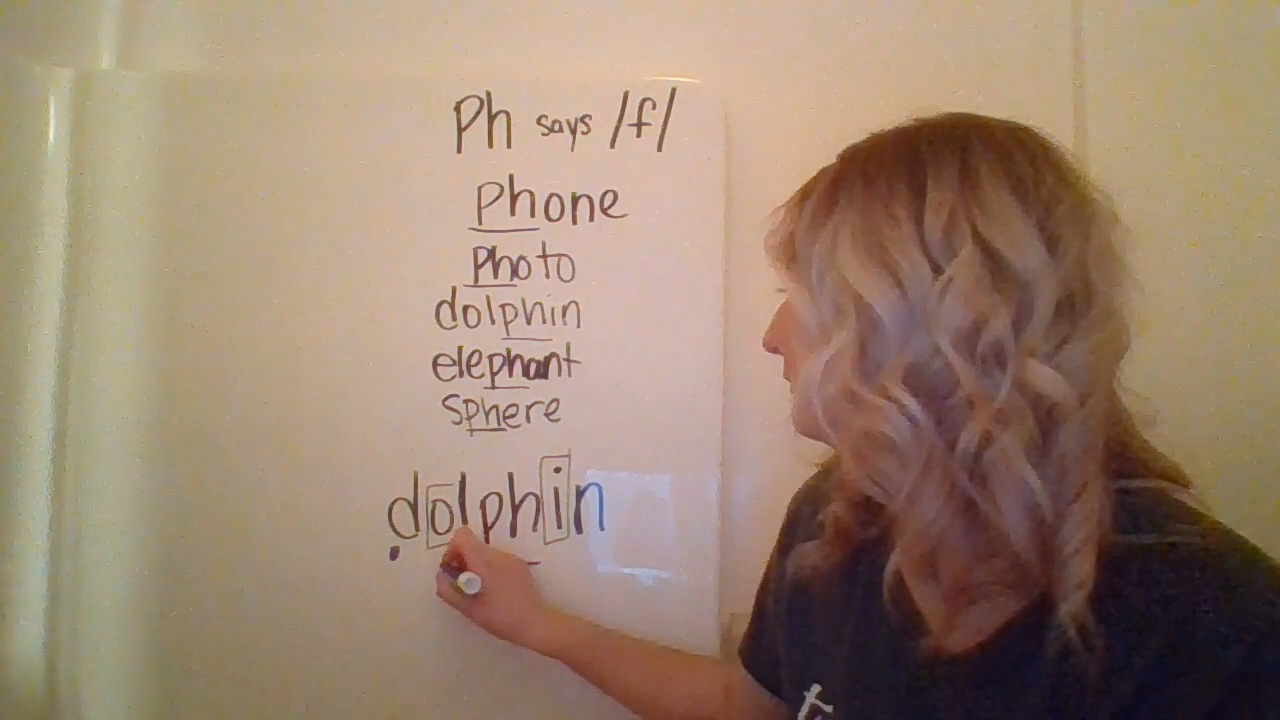 Ph says /f/
phone
photo
dolphin
elephant
sphere
dolphin